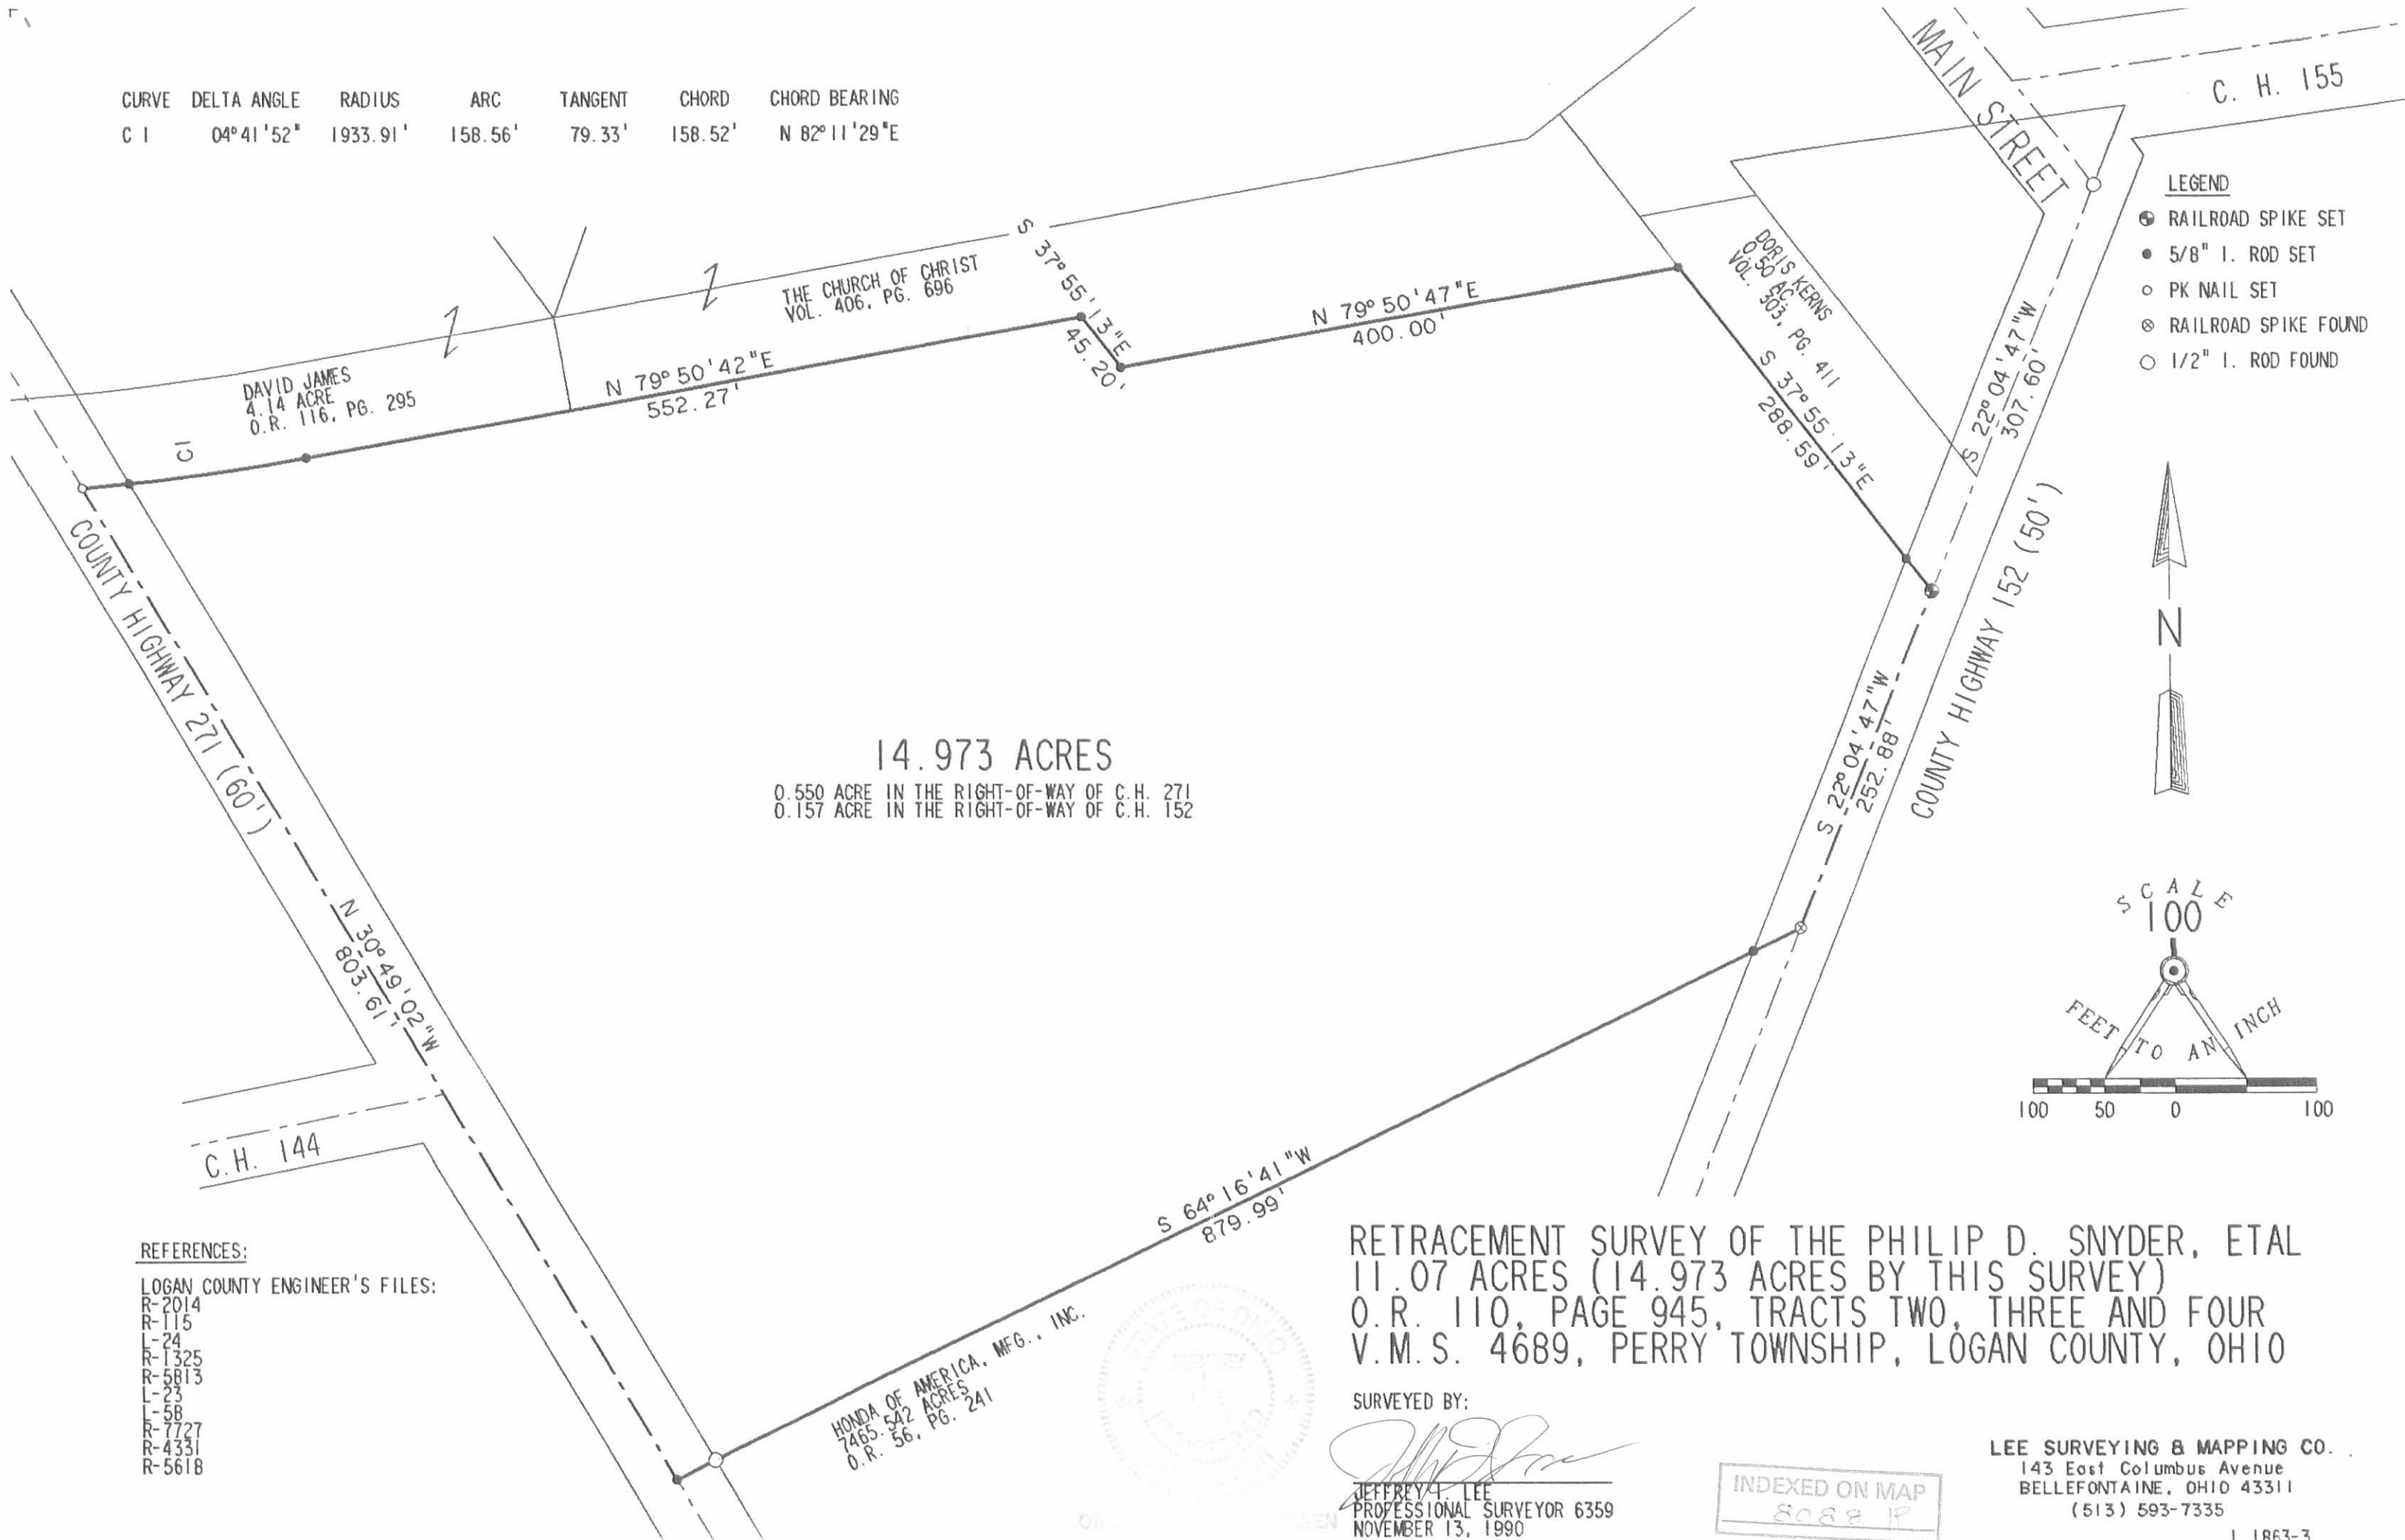 CURVE DELTA ANGLE RADIUS ARC TANGENT CHORD CHORD BEARING
C 1 04°41'52" 1933.91' 158.56' 79.33' 158.52' N 82°11'29"E
MAIN STREET
C. H. 155
LEGEND
RAILROAD SPIKE SET
5/8" I. ROD SET
PK NAIL SET
RAILROAD SPIKE FOUND
1/2" I. ROD FOUND
THE CHURCH OF CHRIST
VOL. 406, PG. 696
S 37°55'13"E
45.20'
N 79°50'47"E
400.00'
DORIS KERNS
0.50 AC.
VOL. 303, PG. 411
S 37°55'13"E
288.59'
S 22°04'47"W
307.60'
DAVID JAMES
4.14 ACRE
O.R. 116, PG. 295
N 79°50'42"E
552.27'
C1
COUNTY HIGHWAY 271 (60')
COUNTY HIGHWAY 152 (50')
N
14.973 ACRES
0.550 ACRE IN THE RIGHT-OF-WAY OF C.H. 271
0.157 ACRE IN THE RIGHT-OF-WAY OF C.H. 152
S 22°04'47"W
252.88'
N 30°49'02"W
803.61'
SCALE
100
FEET TO AN INCH
100 50 0 100
C.H. 144
S 64°16'41"W
879.99'
REFERENCES:
LOGAN COUNTY ENGINEER'S FILES:
R-2014
R-115
L-24
R-1325
R-5813
L-23
L-58
R-7727
R-4331
R-5618
HONDA OF AMERICA, MFG., INC.
7465.542 ACRES
O.R. 56, PG. 241
STATE OF OHIO
RETRACEMENT SURVEY OF THE PHILIP D. SNYDER, ETAL
11.07 ACRES (14.973 ACRES BY THIS SURVEY)
O.R. 110, PAGE 945, TRACTS TWO, THREE AND FOUR
V.M.S. 4689, PERRY TOWNSHIP, LOGAN COUNTY, OHIO
SURVEYED BY:
JEFFREY I. LEE
PROFESSIONAL SURVEYOR 6359
NOVEMBER 13, 1990
INDEXED ON MAP
8088 P
LEE SURVEYING & MAPPING CO.
143 East Columbus Avenue
BELLEFONTAINE, OHIO 43311
(513) 593-7335
L 1863-3